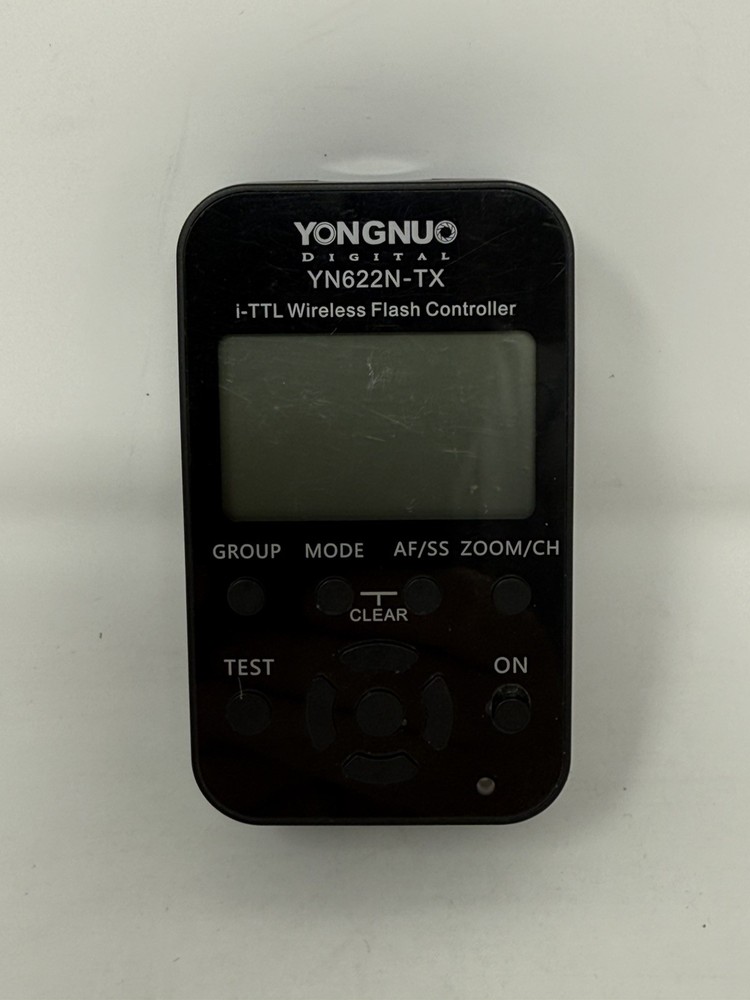 YONGNUO
DIGITAL
YN622N-TX
i-TTL Wireless Flash Controller
GROUP MODE AF/SS ZOOM/CH
CLEAR
TEST ON